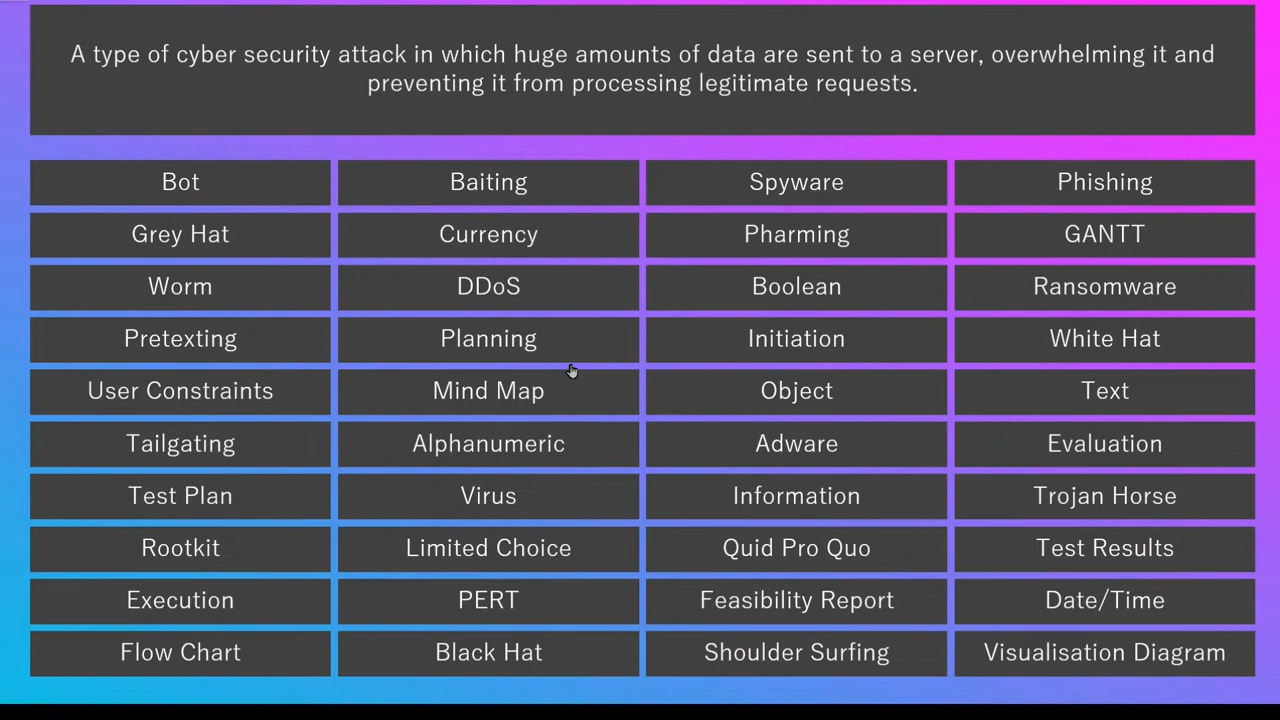 A type of cyber security attack in which huge amounts of data are sent to a server, overwhelming it and
preventing it from processing legitimate requests.
Bot
Baiting
Spyware
Phishing
Grey Hat
Currency
Pharming
GANTT
Worm
DDoS
Boolean
Ransomware
Pretexting
Planning
Initiation
White Hat
User Constraints
Mind Map
Object
Text
Tailgating
Alphanumeric
Adware
Evaluation
Test Plan
Virus
Information
Trojan Horse
Rootkit
Limited Choice
Quid Pro Quo
Test Results
Execution
PERT
Feasibility Report
Date/Time
Flow Chart
Black Hat
Shoulder Surfing
Visualisation Diagram